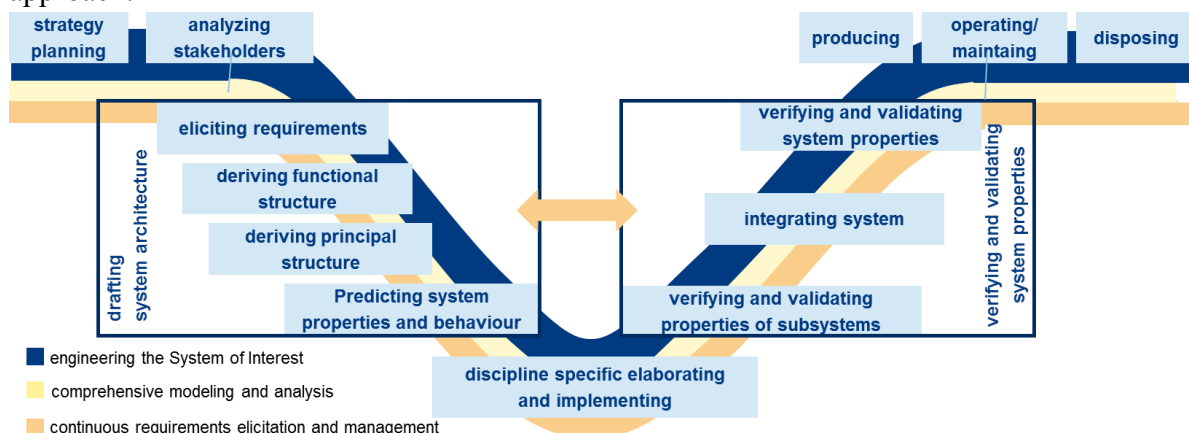 approach.
strategy
planning
analyzing
stakeholders
producing
operating/
maintaing
disposing
eliciting requirements
deriving functional
structure
deriving principal
structure
Predicting system
properties and behaviour
drafting
system architecture
discipline specific elaborating
and implementing
verifying and validating
system properties
integrating system
verifying and validating
properties of subsystems
verifying and validating
system properties
engineering the System of Interest
comprehensive modeling and analysis
continuous requirements elicitation and management